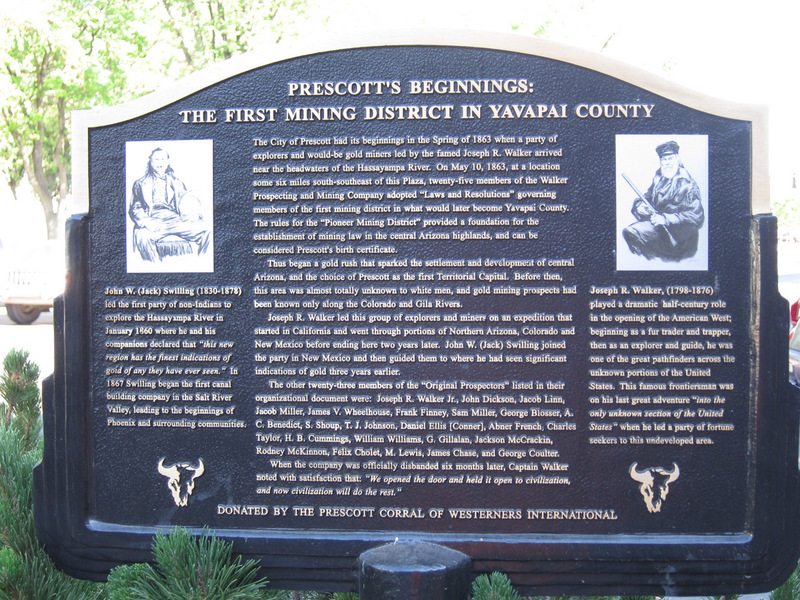 PRESCOTT'S BEGINNINGS:
THE FIRST MINING DISTRICT IN YAVAPAI COUNTY
The City of Prescott had its beginnings in the Spring of 1863 when a party of
explorers and would-be gold miners led by the famed Joseph R. Walker arrived
near the headwaters of the Hassayampa River. On May 10, 1863, at a location
some six miles south-southeast of this Plaza, twenty-five members of the Walker
Prospecting and Mining Company adopted "Laws and Resolutions" governing
members of the first mining district in what would later become Yavapai County.
The rules for the "Pioneer Mining District" provided a foundation for the
establishment of mining law in the central Arizona highlands, and can be
considered Prescott's birth certificate.
Thus began a gold rush that sparked the settlement and development of central
Arizona, and the choice of Prescott as the first Territorial Capital. Before then,
this area was almost totally unknown to white men, and gold mining prospects had
been known only along the Colorado and Gila Rivers.
Joseph R. Walker led this group of explorers and miners on an expedition that
started in California and went through portions of Northern Arizona, Colorado and
New Mexico before ending here two years later. John W. (Jack) Swilling joined
the party in New Mexico and then guided them to where he had seen significant
indications of gold three years earlier.
The other twenty-three members of the "Original Prospectors" listed in their
organizational document were: Joseph R. Walker Jr., John Dickson, Jacob Linn,
Jacob Miller, James V. Wheelhouse, Frank Finney, Sam Miller, George Blosser, A.
C. Benedict, S. Shoup, T. J. Johnson, Daniel Ellis [Conner], Abner French, Charles
Taylor, H. B. Cummings, William Williams, G. Gillalan, Jackson McCrackin,
Rodney McKinnon, Felix Cholet, M. Lewis, James Chase, and George Coulter.
When the company was officially disbanded six months later, Captain Walker
noted with satisfaction that: "We opened the door and held it open to civilization,
and now civilization will do the rest."
John W. (Jack) Swilling (1830-1878)
led the first party of non-Indians to
explore the Hassayampa River in
January 1860 where he and his
companions declared that "this new
region has the finest indications of
gold of any they have ever seen." In
1867 Swilling began the first canal
building company in the Salt River
Valley, leading to the beginnings of
Phoenix and surrounding communities.
Joseph R. Walker, (1798-1876)
played a dramatic half-century role
in the opening of the American West;
beginning as a fur trader and trapper,
then as an explorer and guide, he was
one of the great pathfinders across the
unknown portions of the United
States. This famous frontiersman was
on his last great adventure "into the
only unknown section of the United
States" when he led a party of fortune
seekers to this undeveloped area.
DONATED BY THE PRESCOTT CORRAL OF WESTERNERS INTERNATIONAL